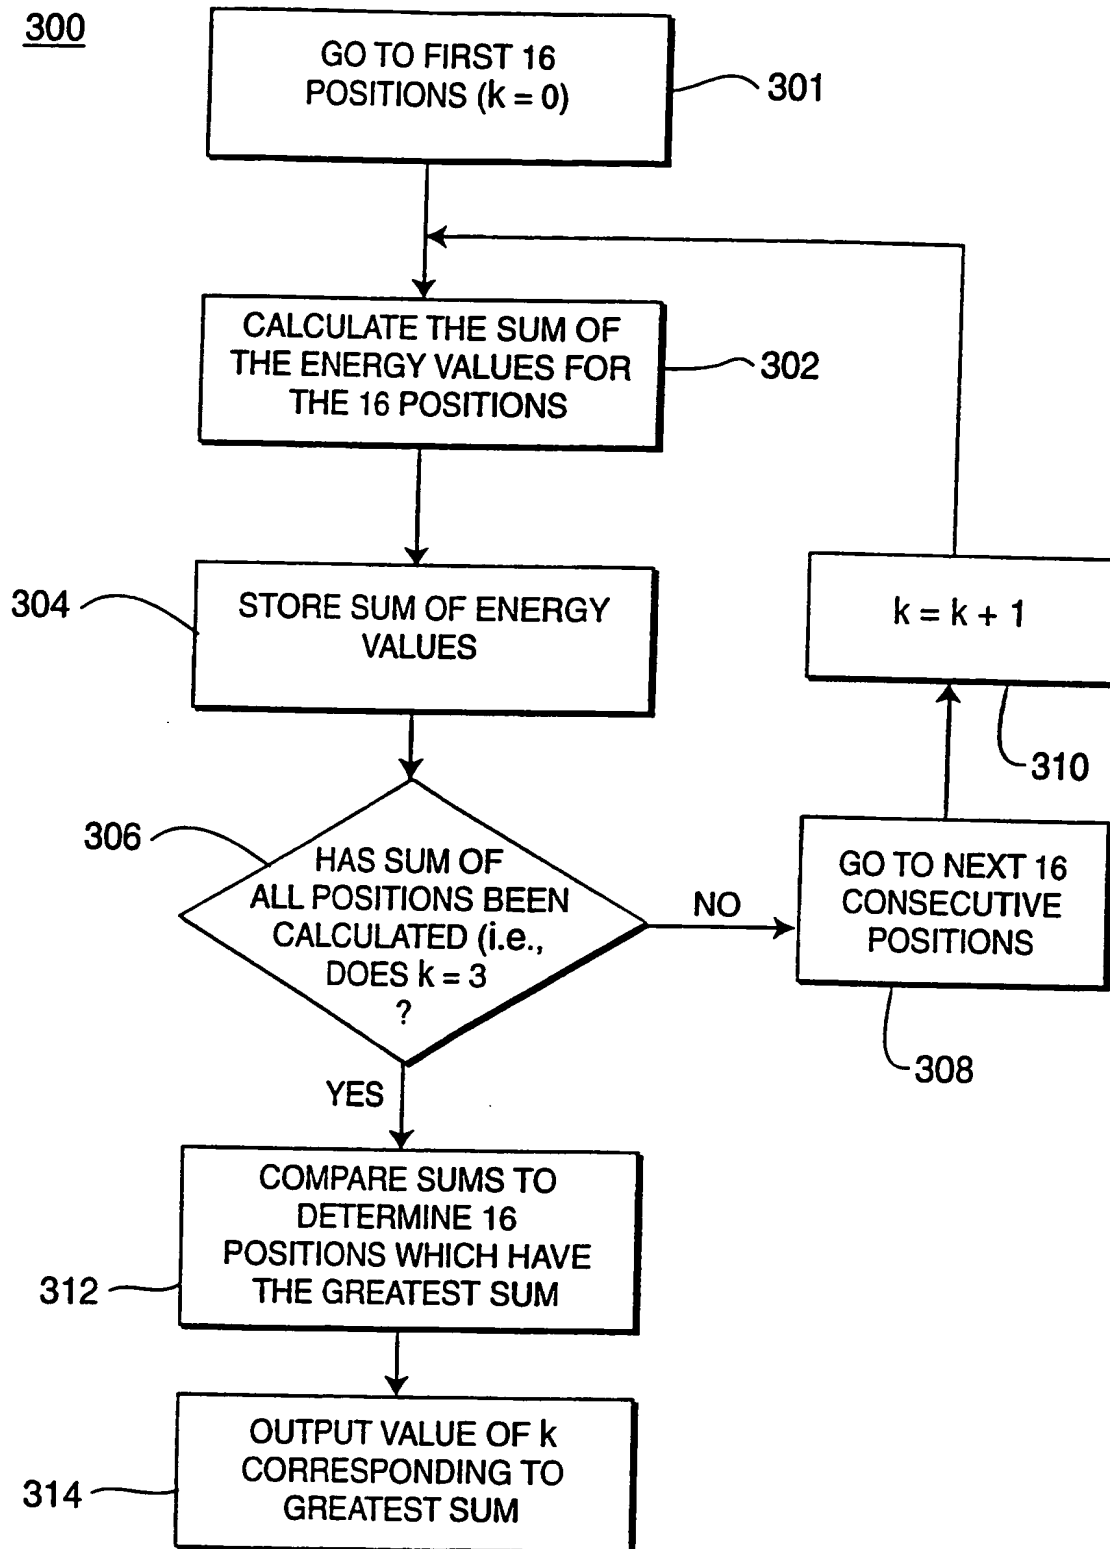 300
GO TO FIRST 16
POSITIONS (k = 0)
301
CALCULATE THE SUM OF
THE ENERGY VALUES FOR
THE 16 POSITIONS
302
304
STORE SUM OF ENERGY
VALUES
k = k + 1
310
306
HAS SUM OF
ALL POSITIONS BEEN
CALCULATED (i.e.,
DOES k = 3
?
NO
GO TO NEXT 16
CONSECUTIVE
POSITIONS
308
YES
COMPARE SUMS TO
DETERMINE 16
POSITIONS WHICH HAVE
THE GREATEST SUM
312
OUTPUT VALUE OF k
CORRESPONDING TO
GREATEST SUM
314